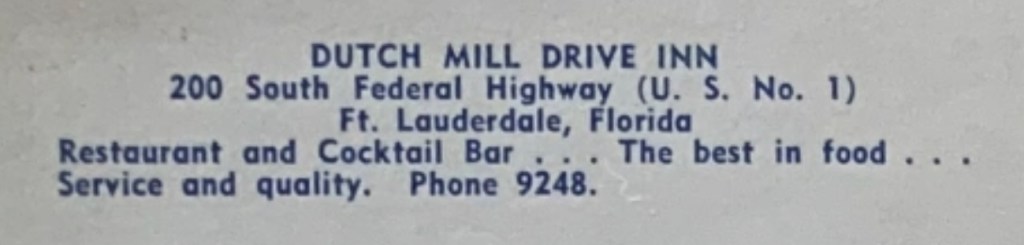 DUTCH MILL DRIVE INN
200 South Federal Highway (U. S. No. 1)
Ft. Lauderdale, Florida
Restaurant and Cocktail Bar . . . The best in food . . .
Service and quality. Phone 9248.